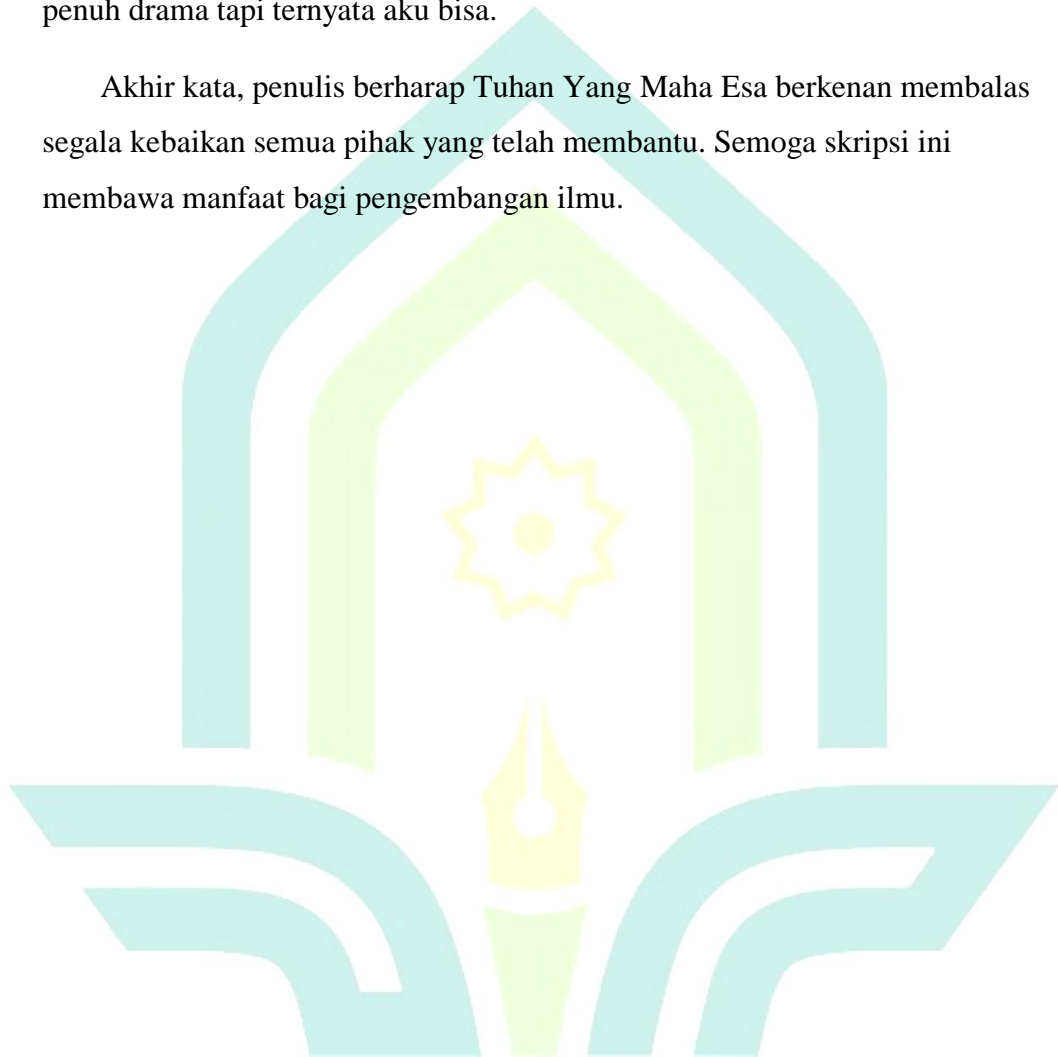 penuh drama tapi ternyata aku bisa.
Akhir kata, penulis berharap Tuhan Yang Maha Esa berkenan membalas
segala kebaikan semua pihak yang telah membantu. Semoga skripsi ini
membawa manfaat bagi pengembangan ilmu.